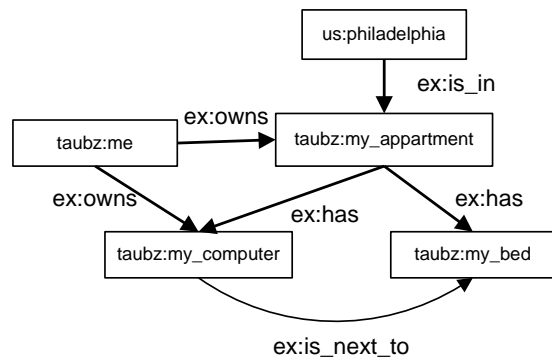 us:philadelphia
ex:is_in
ex:owns
taubz:me
taubz:my_appartment
ex:owns
ex:has
ex:has
taubz:my_computer
taubz:my_bed
ex:is_next_to